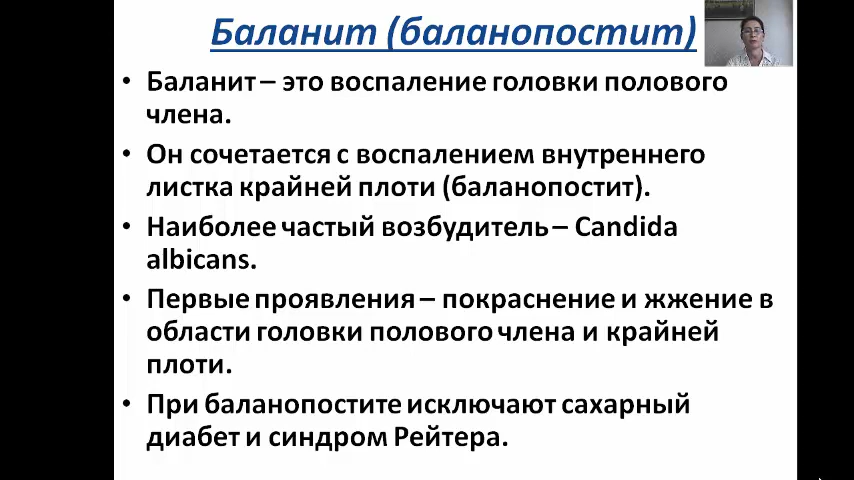 Баланит (баланопостит)
• Баланит – это воспаление головки полового
члена.
• Он сочетается с воспалением внутреннего
листка крайней плоти (баланопостит).
• Наиболее частый возбудитель – Candida
albicans.
• Первые проявления – покраснение и жжение в
области головки полового члена и крайней
плоти.
• При баланопостите исключают сахарный
диабет и синдром Рейтера.